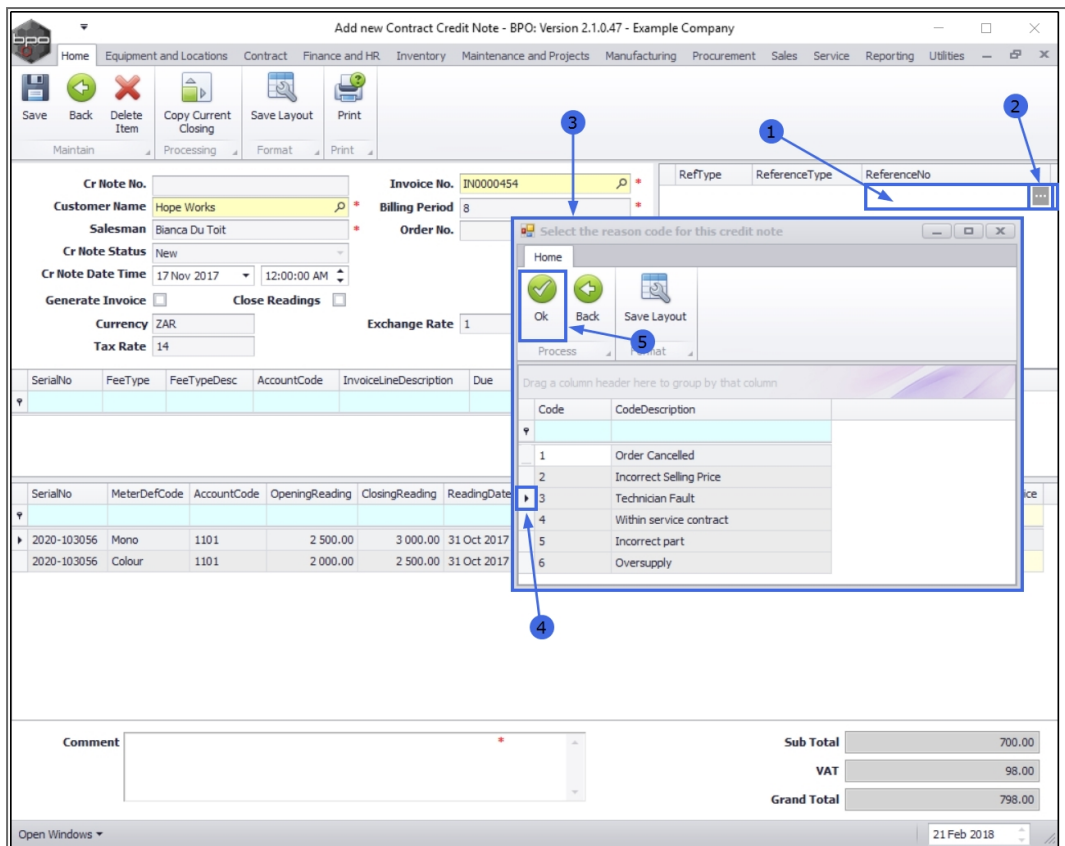 Add new Contract Credit Note - BPO: Version 2.1.0.47 - Example Company
bpo
Home Equipment and Locations Contract Finance and HR Inventory Maintenance and Projects Manufacturing Procurement Sales Service Reporting Utilities
Save Back Delete Item Copy Current Closing Save Layout Print
Maintain Processing Format Print
1
2
3
Cr Note No.
Customer Name Hope Works *
Salesman Bianca Du Toit *
Cr Note Status New
Cr Note Date Time 17 Nov 2017 12:00:00 AM
Generate Invoice Close Readings
Currency ZAR Exchange Rate 1
Tax Rate 14
Invoice No. IN0000454 *
Billing Period 8 *
Order No.
RefType ReferenceType ReferenceNo
...
Select the reason code for this credit note
Home
Ok Back Save Layout
5
Process
Drag a column header here to group by that column
Code CodeDescription
1 Order Cancelled
2 Incorrect Selling Price
3 Technician Fault
4 Within service contract
5 Incorrect part
6 Oversupply
4
SerialNo FeeType FeeTypeDesc AccountCode InvoiceLineDescription Due
SerialNo MeterDefCode AccountCode OpeningReading ClosingReading ReadingDate
2020-103056 Mono 1101 2 500.00 3 000.00 31 Oct 2017
2020-103056 Colour 1101 2 000.00 2 500.00 31 Oct 2017
Comment *
Sub Total 700.00
VAT 98.00
Grand Total 798.00
Open Windows 21 Feb 2018